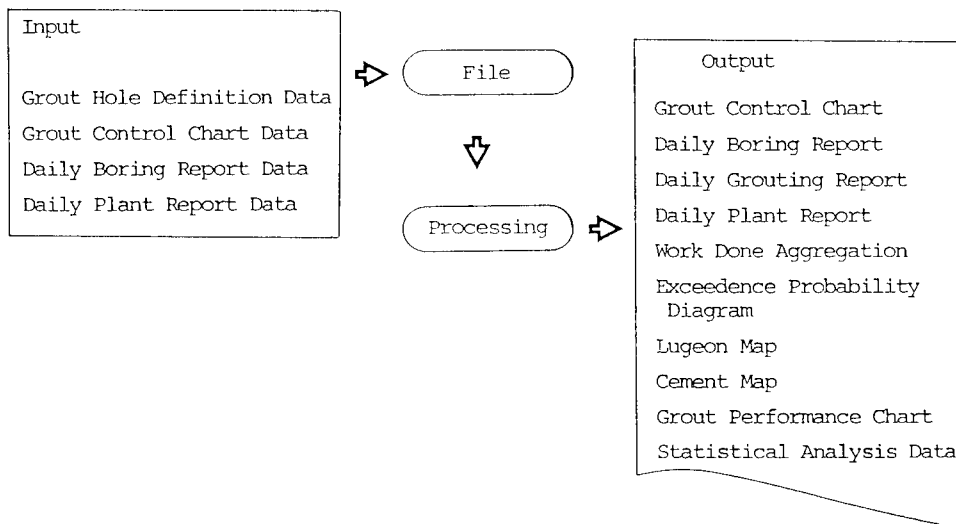 Input
Grout Hole Definition Data
Grout Control Chart Data
Daily Boring Report Data
Daily Plant Report Data
File
Processing
Output
Grout Control Chart
Daily Boring Report
Daily Grouting Report
Daily Plant Report
Work Done Aggregation
Exceedence Probability
Diagram
Lugeon Map
Cement Map
Grout Performance Chart
Statistical Analysis Data